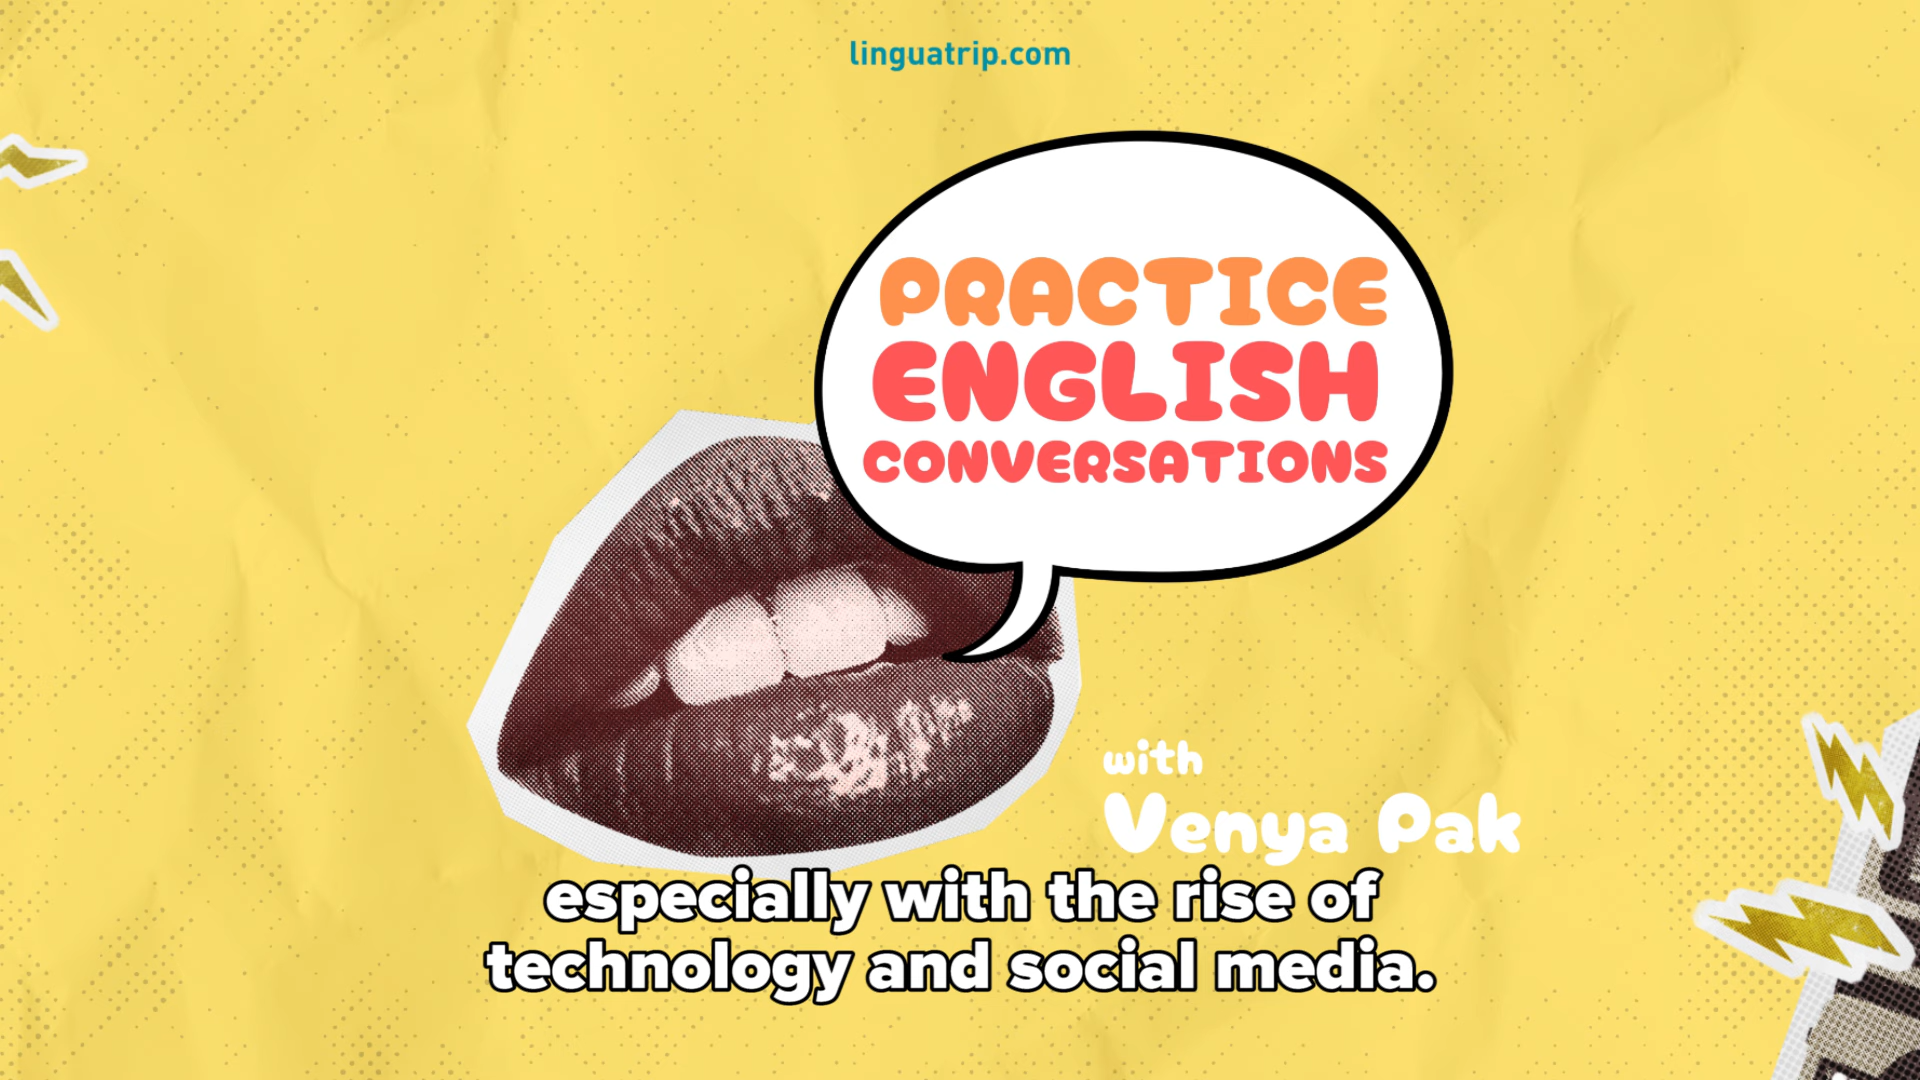 linguatrip.com
PRACTICE
ENGLISH
CONVERSATIONS
with
Venya Pak
especially with the rise of
technology and social media.